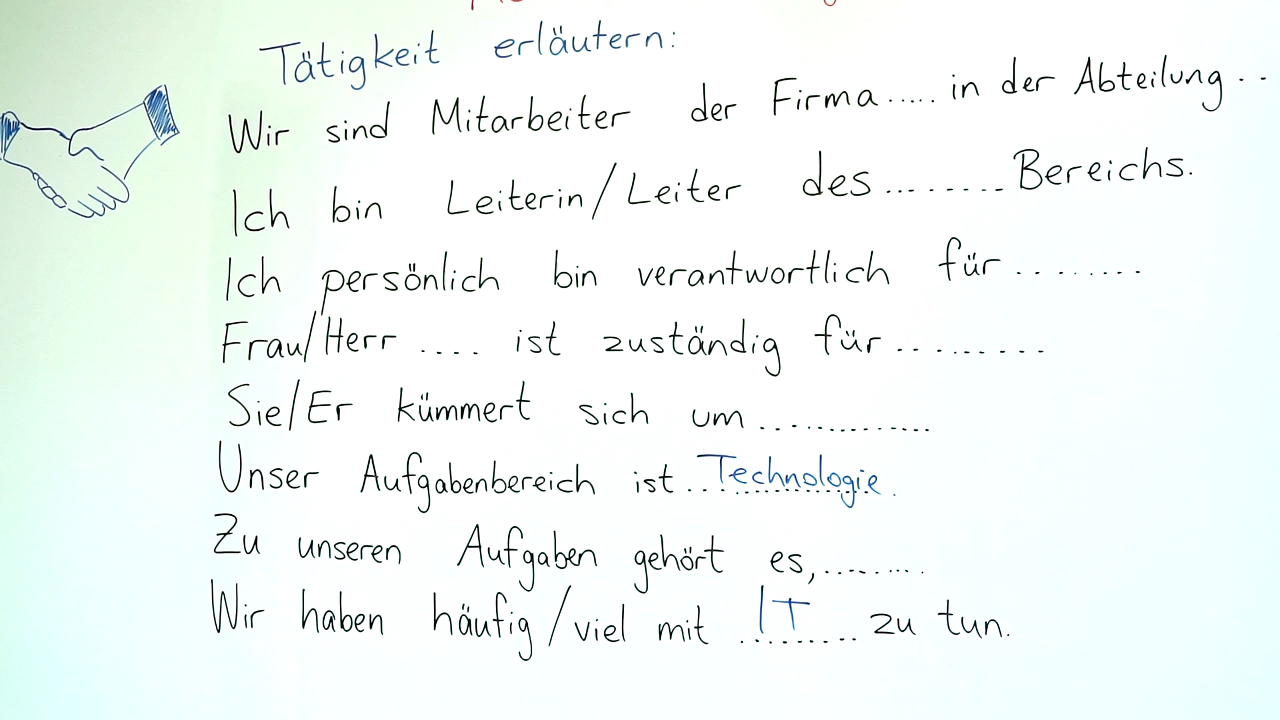 Tätigkeit erläutern:
Wir sind Mitarbeiter der Firma ..... in der Abteilung ..
Ich bin Leiterin/Leiter des ........ Bereichs.
Ich persönlich bin verantwortlich für ........
Frau/Herr .... ist zuständig für .........
Sie/Er kümmert sich um ..............
Unser Aufgabenbereich ist Technologie.
Zu unseren Aufgaben gehört es, ........
Wir haben häufig/viel mit IT zu tun.